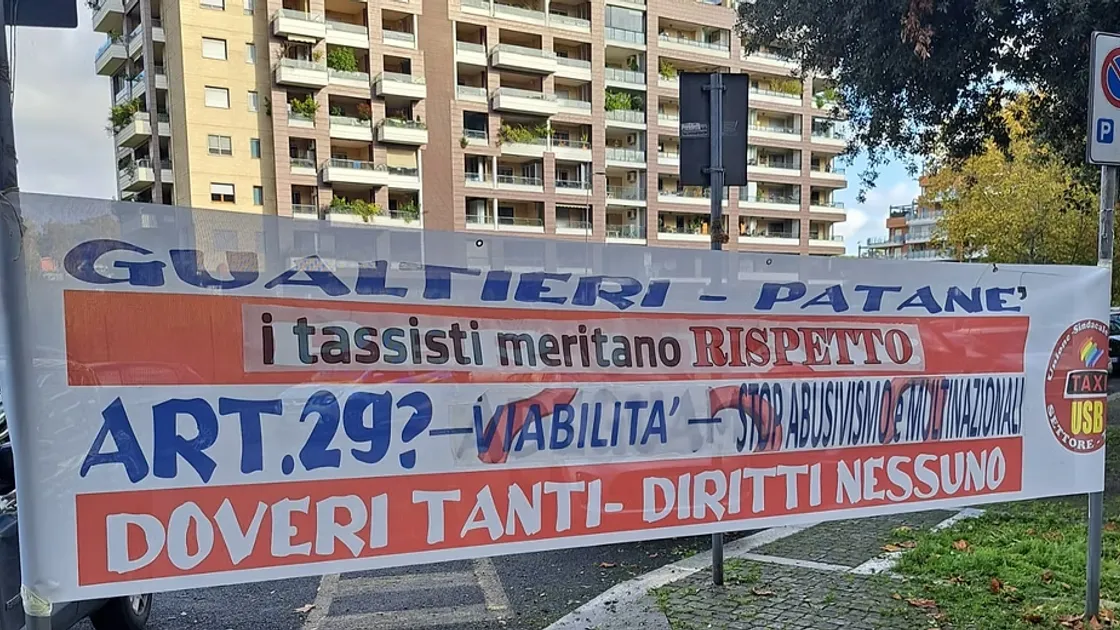 GUALTIERI - PATANE'
i tassisti meritano RISPETTO
ART.29?-VIABILITA'- STOP ABUSIVISMO e MULTINAZIONALI
DOVERI TANTI- DIRITTI NESSUNO
Unione Sindacale
TAXI
USB
SETTORE -
P